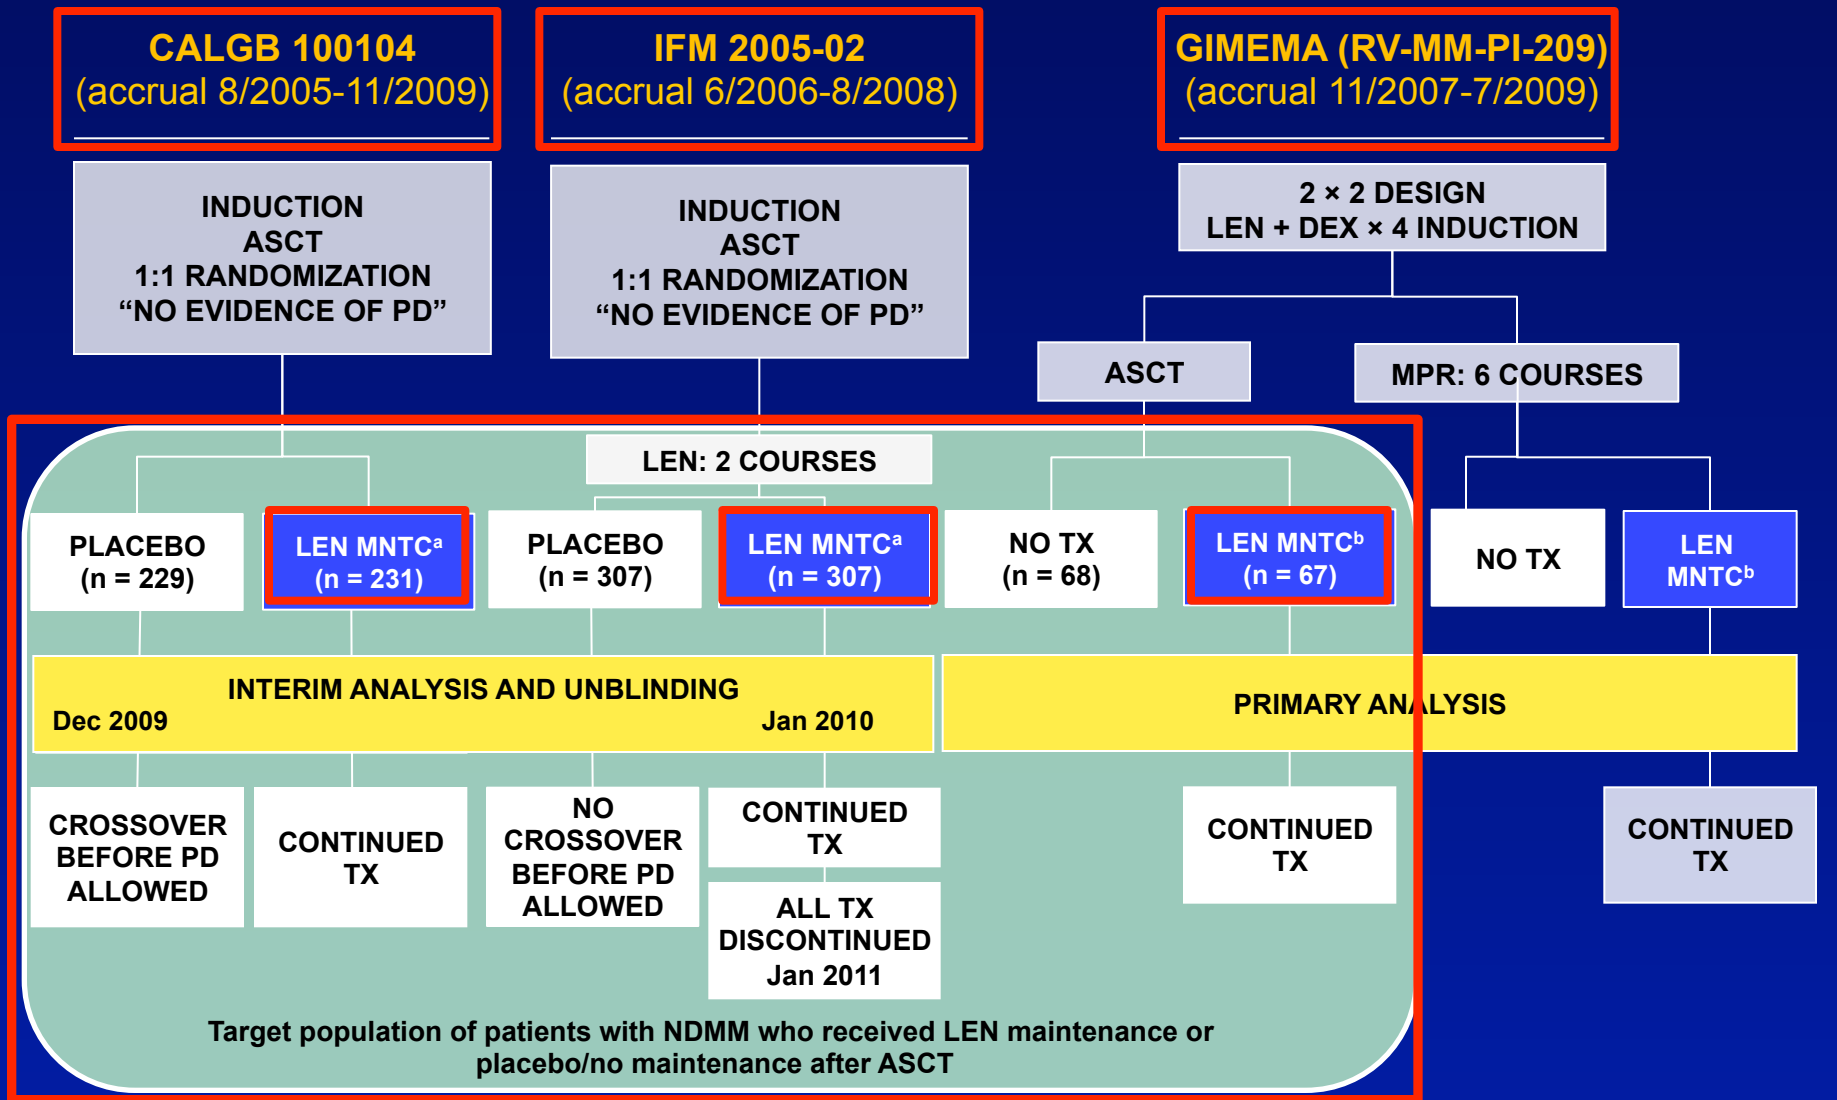 CALGB 100104
(accrual 8/2005-11/2009)
IFM 2005-02
(accrual 6/2006-8/2008)
GIMEMA (RV-MM-PI-209)
(accrual 11/2007-7/2009)
INDUCTION
ASCT
1:1 RANDOMIZATION
“NO EVIDENCE OF PD”
INDUCTION
ASCT
1:1 RANDOMIZATION
“NO EVIDENCE OF PD”
2 × 2 DESIGN
LEN + DEX × 4 INDUCTION
ASCT
MPR: 6 COURSES
LEN: 2 COURSES
PLACEBO
(n = 229)
LEN MNTCᵃ
(n = 231)
PLACEBO
(n = 307)
LEN MNTCᵃ
(n = 307)
NO TX
(n = 68)
LEN MNTCᵇ
(n = 67)
NO TX
LEN
MNTCᵇ
INTERIM ANALYSIS AND UNBLINDING
Dec 2009
Jan 2010
PRIMARY ANALYSIS
CROSSOVER
BEFORE PD
ALLOWED
CONTINUED
TX
NO
CROSSOVER
BEFORE PD
ALLOWED
CONTINUED
TX
ALL TX
DISCONTINUED
Jan 2011
CONTINUED
TX
CONTINUED
TX
Target population of patients with NDMM who received LEN maintenance or
placebo/no maintenance after ASCT